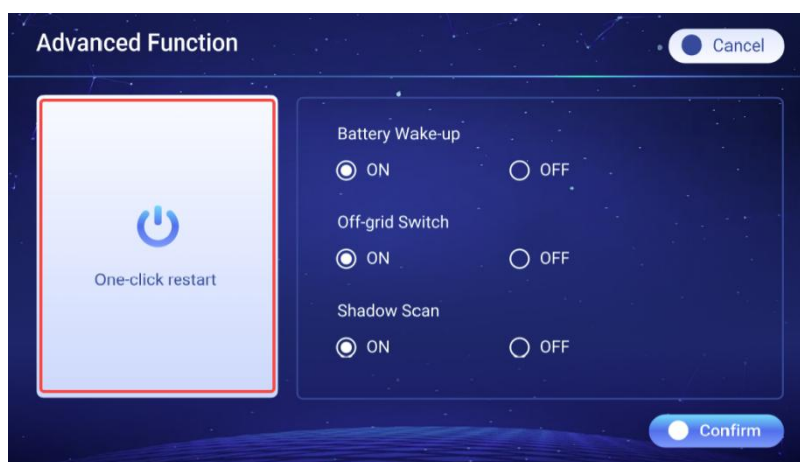 Advanced Function
Cancel
One-click restart
Battery Wake-up
ON OFF
Off-grid Switch
ON OFF
Shadow Scan
ON OFF
Confirm